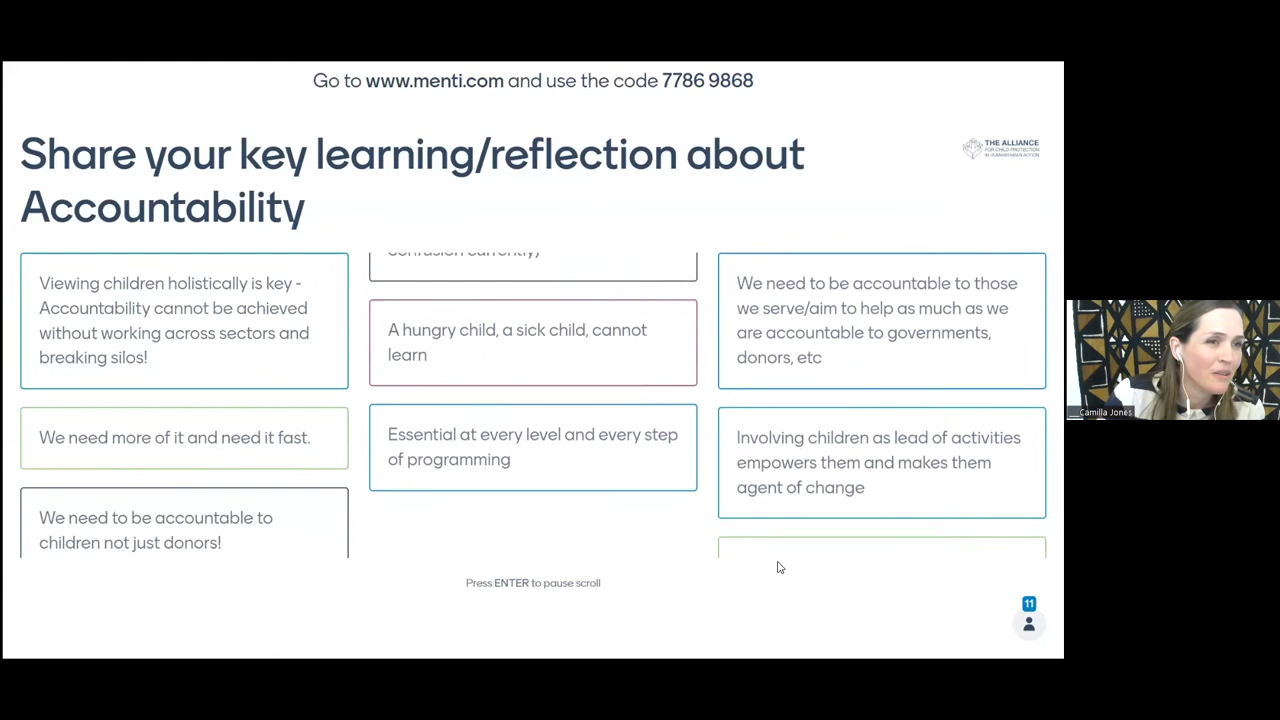 Go to www.menti.com and use the code 7786 9868
Share your key learning/reflection about
Accountability
THE ALLIANCE
FOR CHILD PROTECTION
IN HUMANITARIAN ACTION
Viewing children holistically is key -
Accountability cannot be achieved
without working across sectors and
breaking silos!
We need more of it and need it fast.
We need to be accountable to
children not just donors!
confusion currently)
A hungry child, a sick child, cannot
learn
Essential at every level and every step
of programming
We need to be accountable to those
we serve/aim to help as much as we
are accountable to governments,
donors, etc
Involving children as lead of activities
empowers them and makes them
agent of change
Press ENTER to pause scroll
11
Camilla Jones